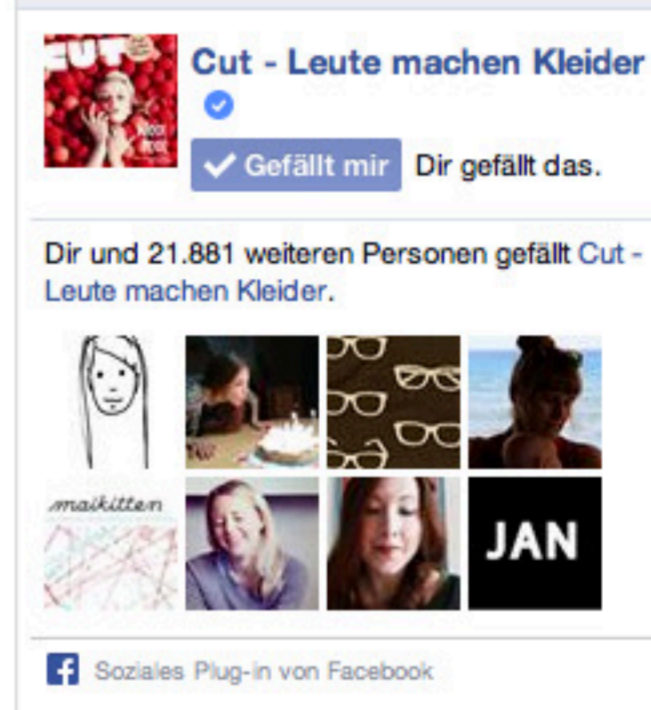 CUT
Cut - Leute machen Kleider
Gefällt mir
Dir gefällt das.
Dir und 21.881 weiteren Personen gefällt Cut -
Leute machen Kleider.
maikitten
JAN
Soziales Plug-in von Facebook